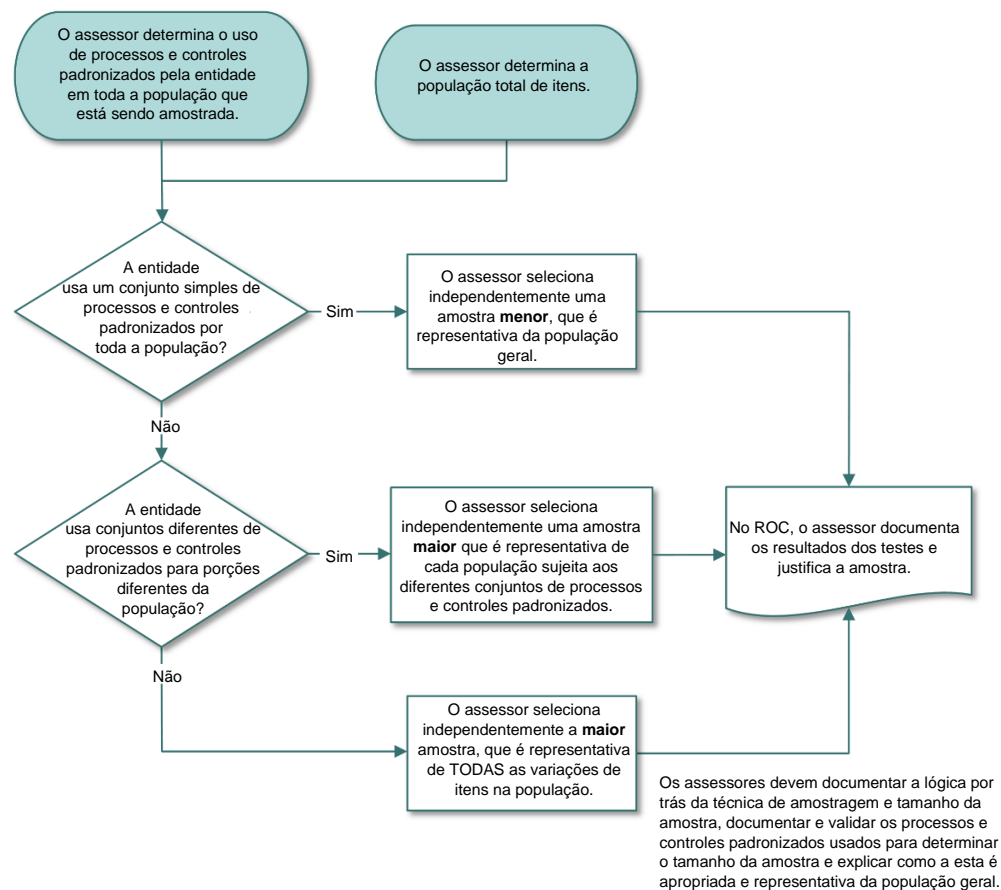 O assessor determina o uso
de processos e controles
padronizados pela entidade
em toda a população que
está sendo amostrada.
O assessor determina a
população total de itens.
A entidade
usa um conjunto simples de
processos e controles
padronizados por
toda a população?
Sim
O assessor seleciona
independentemente uma
amostra menor, que é
representativa da população
geral.
Não
A entidade
usa conjuntos diferentes de
processos e controles
padronizados para porções
diferentes da
população?
Sim
O assessor seleciona
independentemente uma amostra
maior que é representativa de
cada população sujeita aos
diferentes conjuntos de processos
e controles padronizados.
No ROC, o assessor documenta
os resultados dos testes e
justifica a amostra.
Não
O assessor seleciona
independentemente a maior
amostra, que é representativa
de TODAS as variações de
itens na população.
Os assessores devem documentar a lógica por
trás da técnica de amostragem e tamanho da
amostra, documentar e validar os processos e
controles padronizados usados para determinar
o tamanho da amostra e explicar como a esta é
apropriada e representativa da população geral.